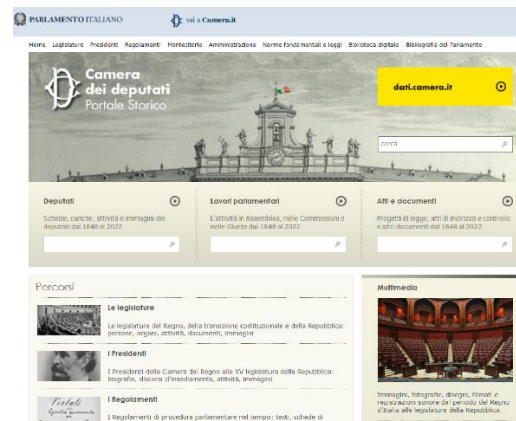 PARLAMENTO ITALIANO
vai a Camera.it
Home Legislature Presidenti Regolamenti Montecitorio Amministrazione Norme fondamentali e leggi Biblioteca digitale Bibliografia del Parlamento
Camera
dei deputati
Portale Storico
dati.camera.it
cerca
Deputati
Schede, cariche, attività e immagini dei
deputati dal 1848 al 2022
Lavori parlamentari
L'attività in Assemblea, nelle Commissioni e
nelle Giunte dal 1848 al 2022
Atti e documenti
Progetti di legge, atti di indirizzo e controllo
e altri documenti dal 1848 al 2022
Percorsi
Le legislature
Le legislature del Regno, della transizione costituzionale e della Repubblica:
persone, organi, attività, documenti, immagini
I Presidenti
I Presidenti della Camera dal Regno alla XV legislatura della Repubblica:
biografie, discorsi d'insediamento, attività, immagini
I Regolamenti
I Regolamenti di procedura parlamentare nel tempo: testi, schede di
Multimedia
Immagini, fotografie, disegni, filmati e
registrazioni sonore dal periodo del Regno
d'Italia alle legislature della Repubblica.